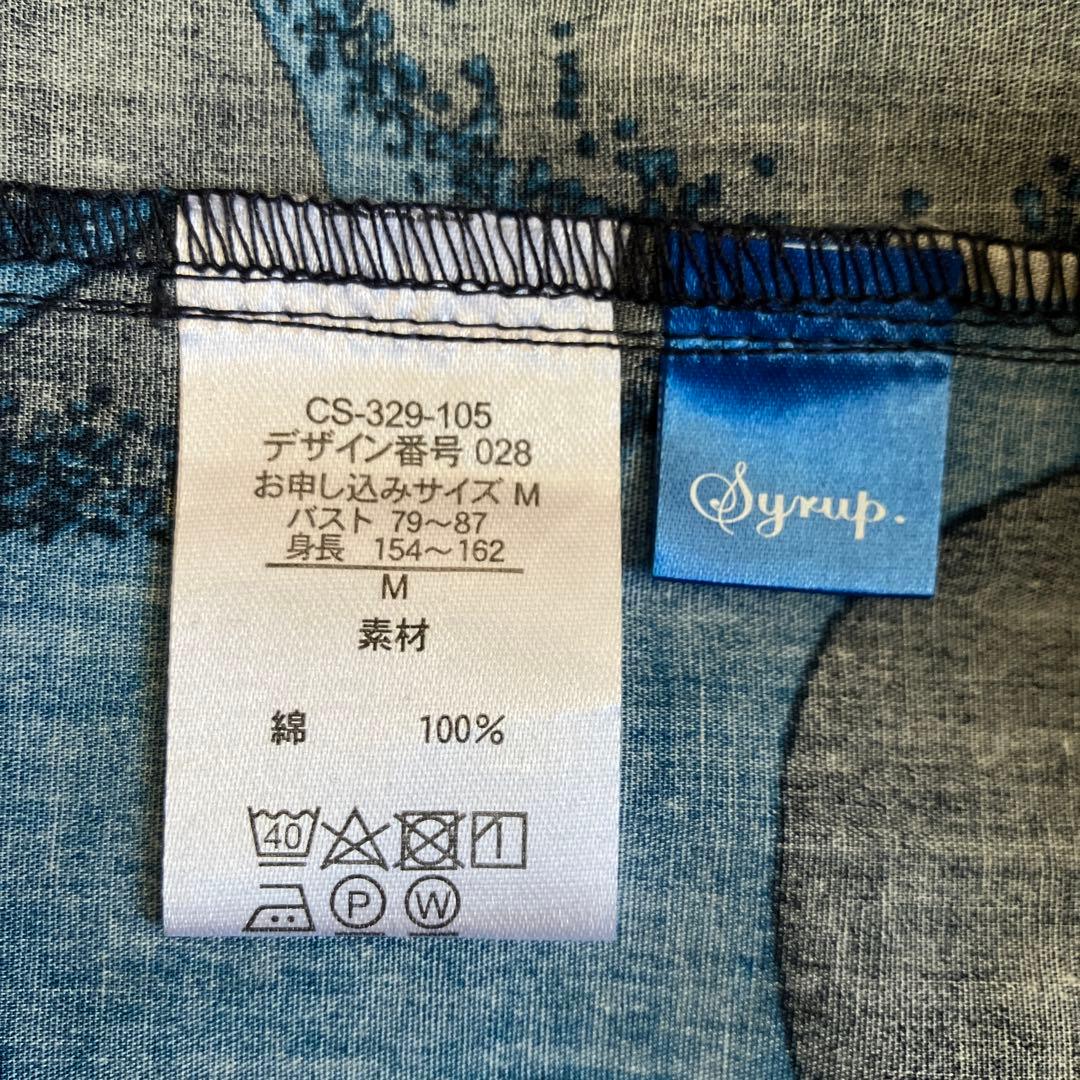 CS-329-105
デザイン番号 028
お申し込みサイズ M
バスト 79〜87
身長 154〜162
M
素材
綿 100%
40
P W
Syrup.